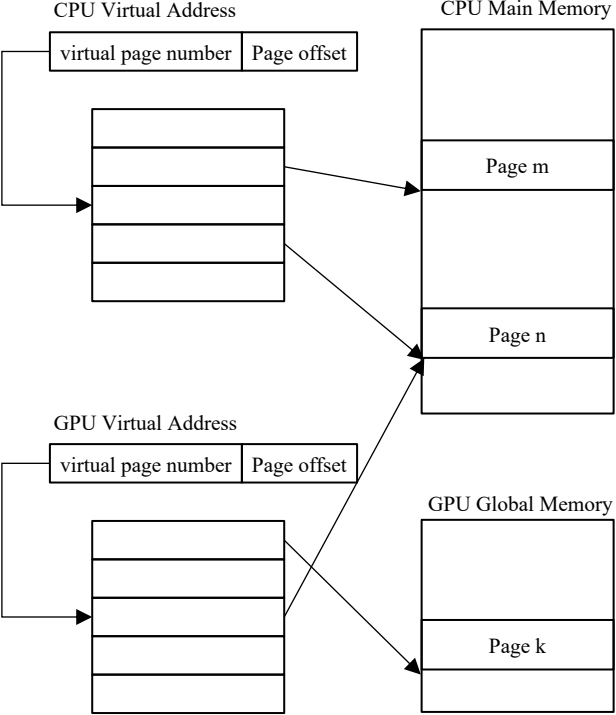 CPU Virtual Address
virtual page number
Page offset
CPU Main Memory
Page m
Page n
GPU Virtual Address
virtual page number
Page offset
GPU Global Memory
Page k